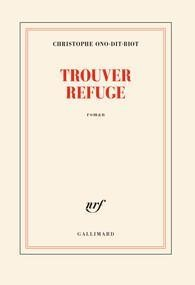 CHRISTOPHE ONO-DIT-BIOT
TROUVER
REFUGE
roman
nrf
GALLIMARD